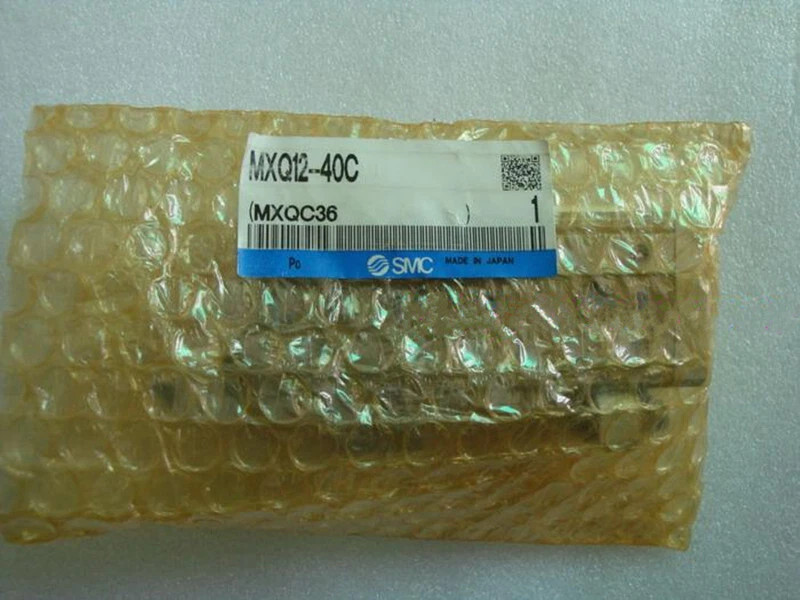 MXQ12-40C
(MXQC36 ) 1
Po SMC MADE IN JAPAN